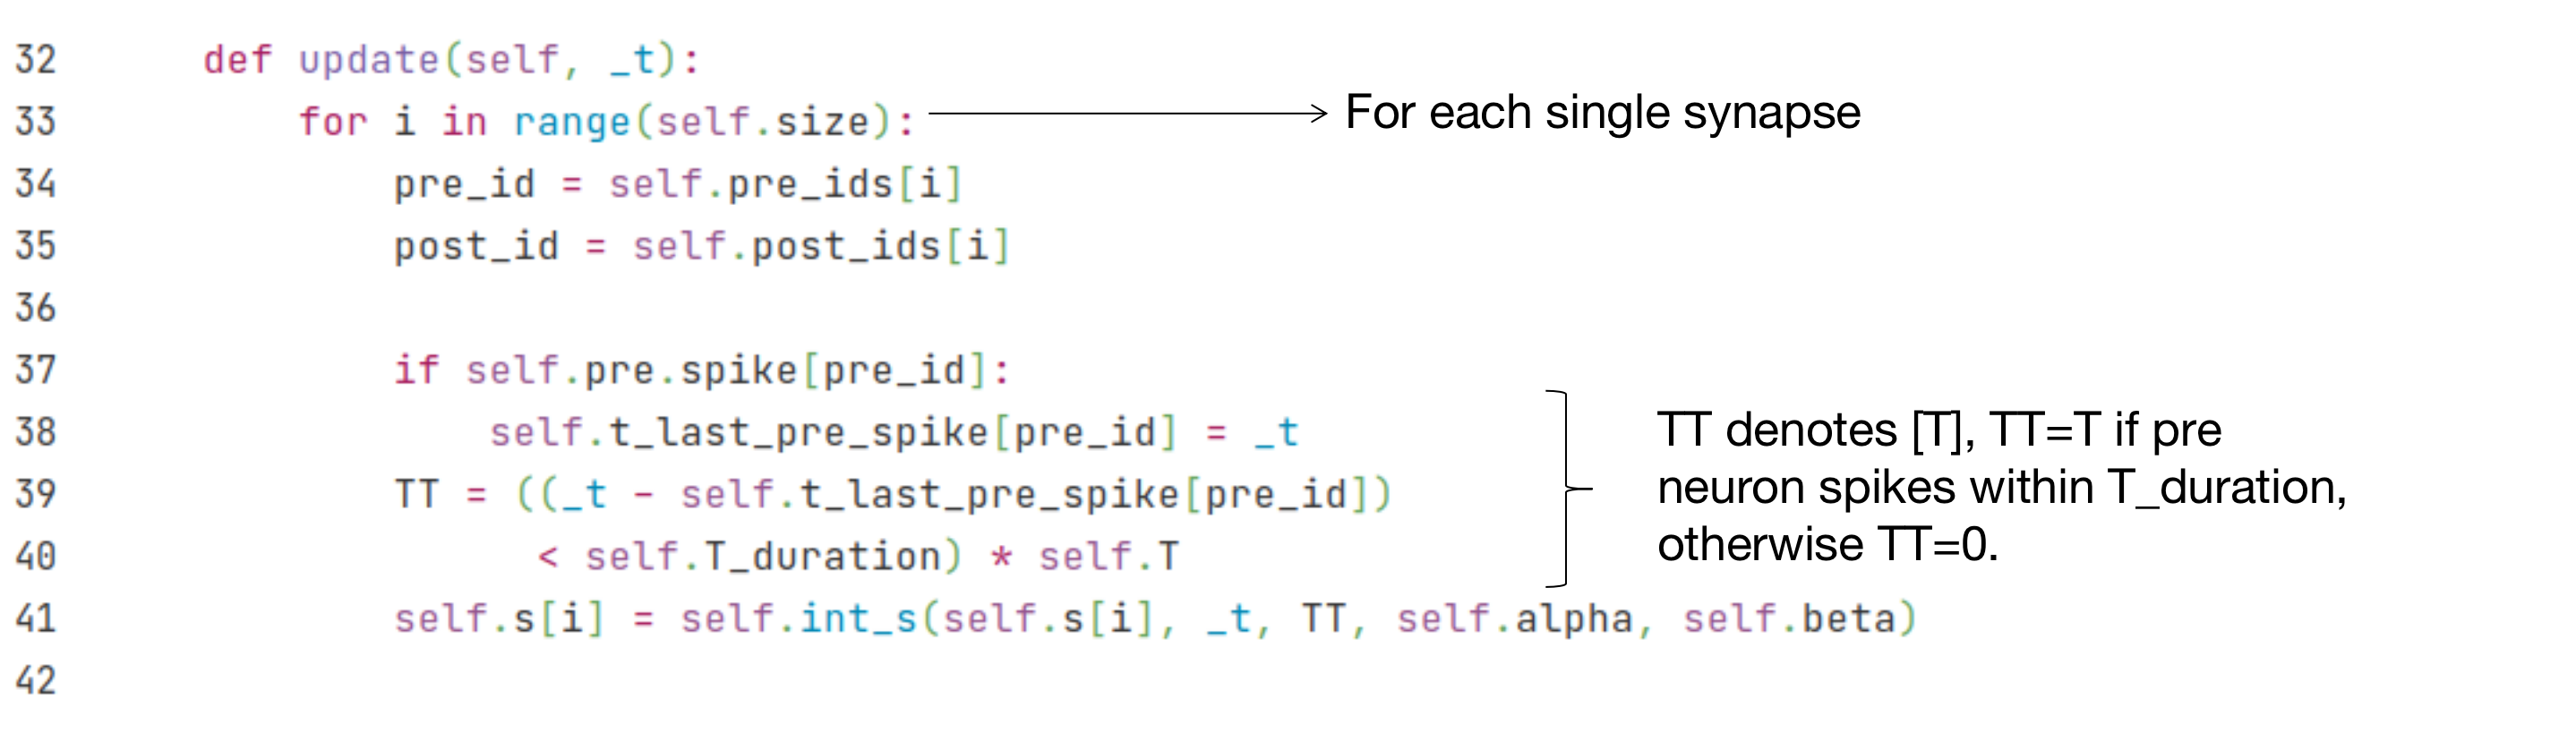 32 def update(self, _t):
33 for i in range(self.size): For each single synapse
34 pre_id = self.pre_ids[i]
35 post_id = self.post_ids[i]
36
37 if self.pre.spike[pre_id]:
38 self.t_last_pre_spike[pre_id] = _t
39 TT = ((_t - self.t_last_pre_spike[pre_id])
40 < self.T_duration) * self.T
TT denotes [T], TT=T if pre
neuron spikes within T_duration,
otherwise TT=0.
41 self.s[i] = self.int_s(self.s[i], _t, TT, self.alpha, self.beta)
42